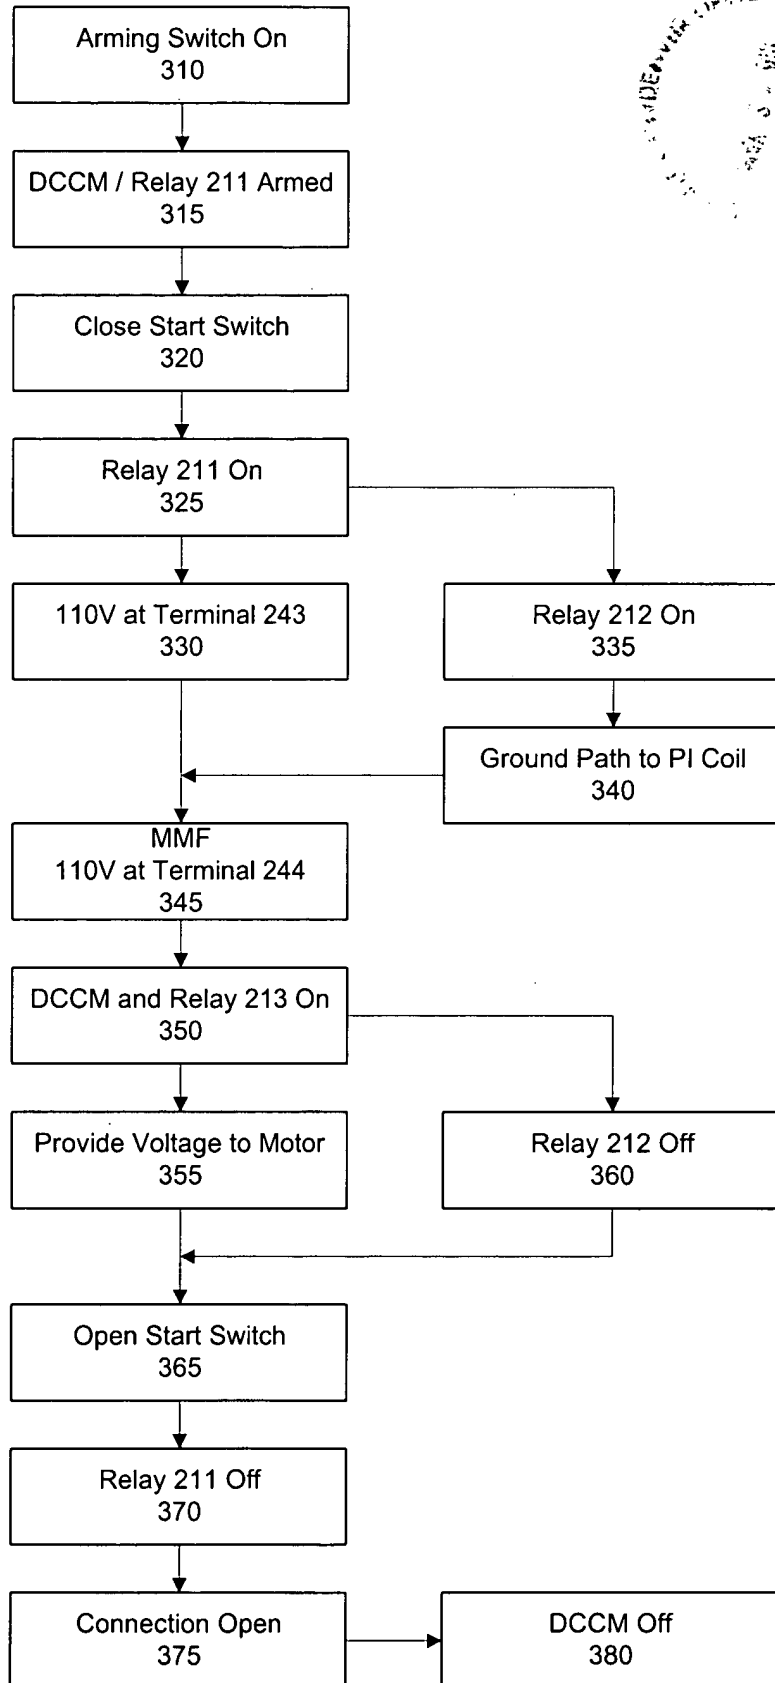 Arming Switch On
310
DCCM / Relay 211 Armed
315
Close Start Switch
320
Relay 211 On
325
110V at Terminal 243
330
Relay 212 On
335
Ground Path to PI Coil
340
MMF
110V at Terminal 244
345
DCCM and Relay 213 On
350
Provide Voltage to Motor
355
Relay 212 Off
360
Open Start Switch
365
Relay 211 Off
370
Connection Open
375
DCCM Off
380